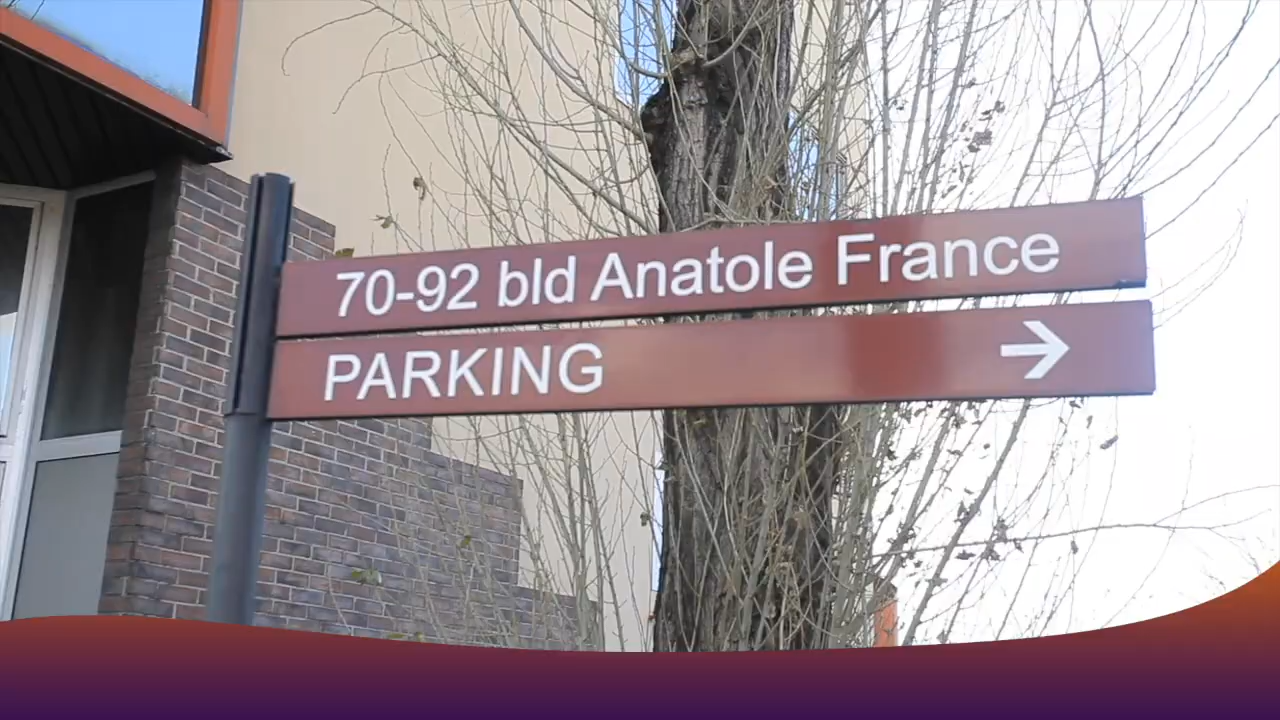 70-92 bld Anatole France
PARKING →